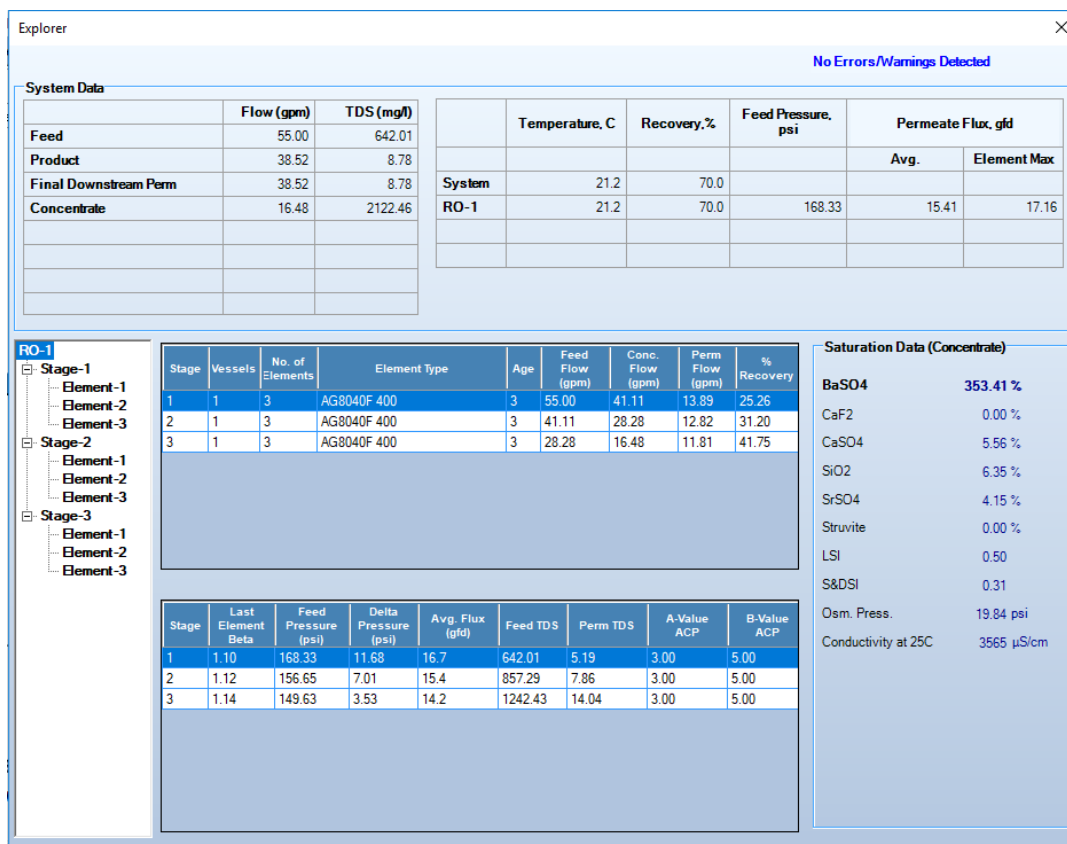 Explorer
No Errors/Warnings Detected
System Data
Flow (gpm) TDS (mg/l)
Feed 55.00 642.01
Product 38.52 8.78
Final Downstream Perm 38.52 8.78
Concentrate 16.48 2122.46
Temperature, C Recovery,% Feed Pressure, psi Permeate Flux, gfd
Avg. Element Max
System 21.2 70.0
RO-1 21.2 70.0 168.33 15.41 17.16
RO-1
Stage-1
Element-1
Element-2
Element-3
Stage-2
Element-1
Element-2
Element-3
Stage-3
Element-1
Element-2
Element-3
Stage Vessels No. of Elements Element Type Age Feed Flow (gpm) Conc. Flow (gpm) Perm Flow (gpm) % Recovery
1 1 3 AG8040F 400 3 55.00 41.11 13.89 25.26
2 1 3 AG8040F 400 3 41.11 28.28 12.82 31.20
3 1 3 AG8040F 400 3 28.28 16.48 11.81 41.75
Stage Last Element Beta Feed Pressure (psi) Delta Pressure (psi) Avg. Flux (gfd) Feed TDS Perm TDS A-Value ACP B-Value ACP
1 1.10 168.33 11.68 16.7 642.01 5.19 3.00 5.00
2 1.12 156.65 7.01 15.4 857.29 7.86 3.00 5.00
3 1.14 149.63 3.53 14.2 1242.43 14.04 3.00 5.00
Saturation Data (Concentrate)
BaSO4 353.41 %
CaF2 0.00 %
CaSO4 5.56 %
SiO2 6.35 %
SrSO4 4.15 %
Struvite 0.00 %
LSI 0.50
S&DSI 0.31
Osm. Press. 19.84 psi
Conductivity at 25C 3565 µS/cm